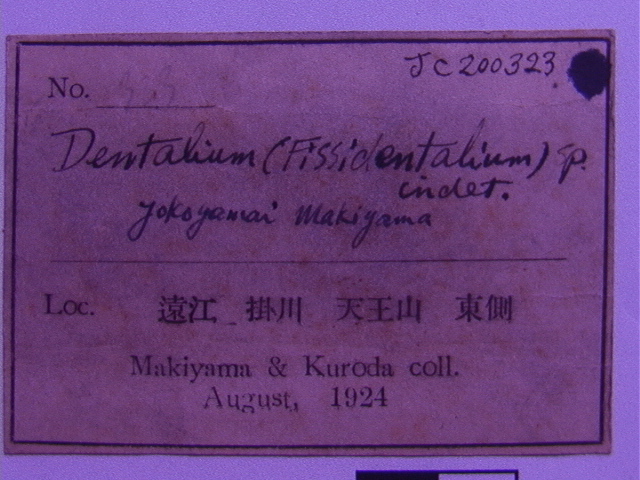 JC200323
No.
Dentalium (Fissidentalium) sp.
indet.
yokoyamai Makiyama
Loc. 遠江 掛川 天王山 東側
Makiyama & Kuroda coll.
August, 1924